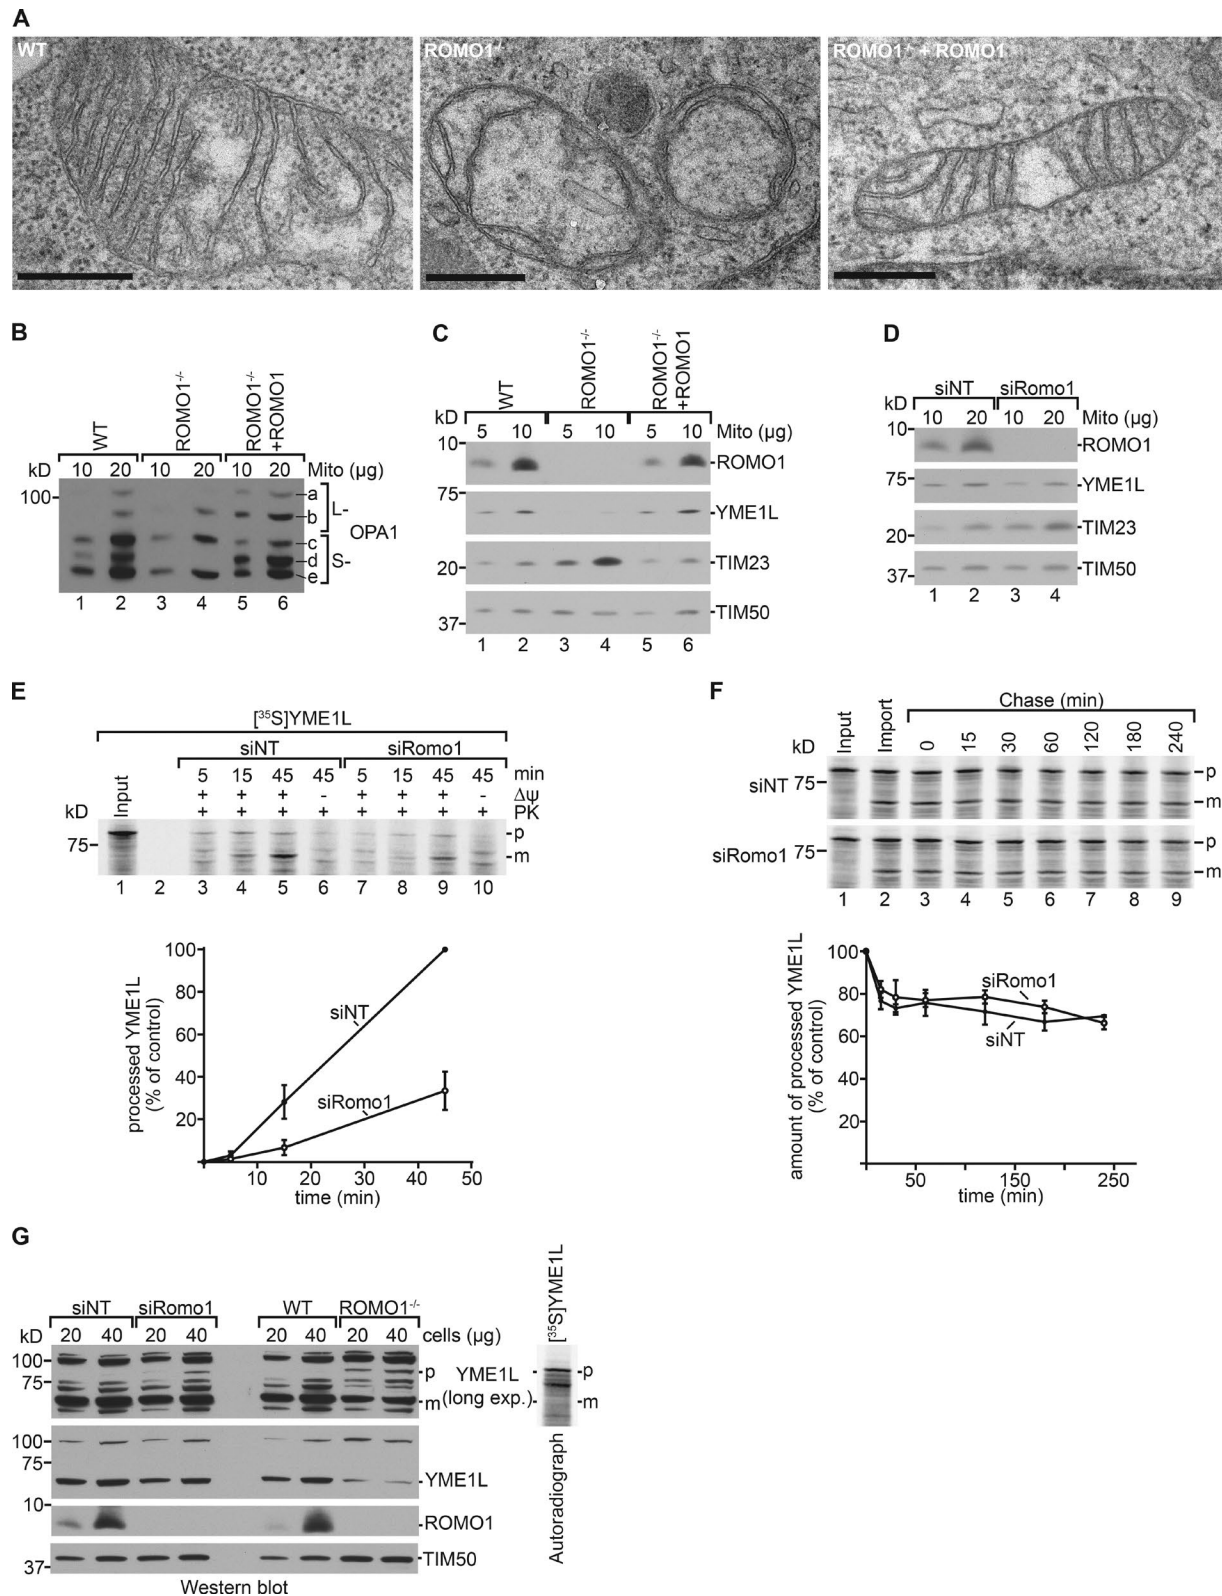 A
WT
ROMO1-/-
ROMO1-/- + ROMO1
B
WT
ROMO1-/-
ROMO1-/-
+ROMO1
kD 10 20 10 20 10 20 Mito (µg)
100
a
b
L-
OPA1
c
d
e
S-
1 2 3 4 5 6
C
WT
ROMO1-/-
ROMO1-/-
+ROMO1
kD 5 10 5 10 5 10 Mito (µg)
10
ROMO1
75
YME1L
20
TIM23
37
TIM50
1 2 3 4 5 6
D
siNT siRomo1
kD 10 20 10 20 Mito (µg)
10
ROMO1
75
YME1L
20
TIM23
37
TIM50
1 2 3 4
E
[35S]YME1L
siNT siRomo1
5 15 45 45 5 15 45 45 min
+ + + - + + + - Δψ
kD Input + + + + + + + + PK
75
p
m
1 2 3 4 5 6 7 8 9 10
processed YME1L
(% of control)
100
80
60
40
20
siNT
siRomo1
10 20 30 40 50
time (min)
F
Chase (min)
kD Input Import 0 15 30 60 120 180 240
siNT 75
p
m
siRomo1 75
p
m
1 2 3 4 5 6 7 8 9
amount of processed YME1L
(% of control)
100
80
60
40
20
siRomo1
siNT
50 150 250
time (min)
G
siNT siRomo1 WT ROMO1-/-
kD 20 40 20 40 20 40 20 40 cells (µg)
100
75
p
m
YME1L
(long exp.)
100
75
YME1L
10
ROMO1
37
TIM50
Western blot
[35S]YME1L
p
m
Autoradiograph